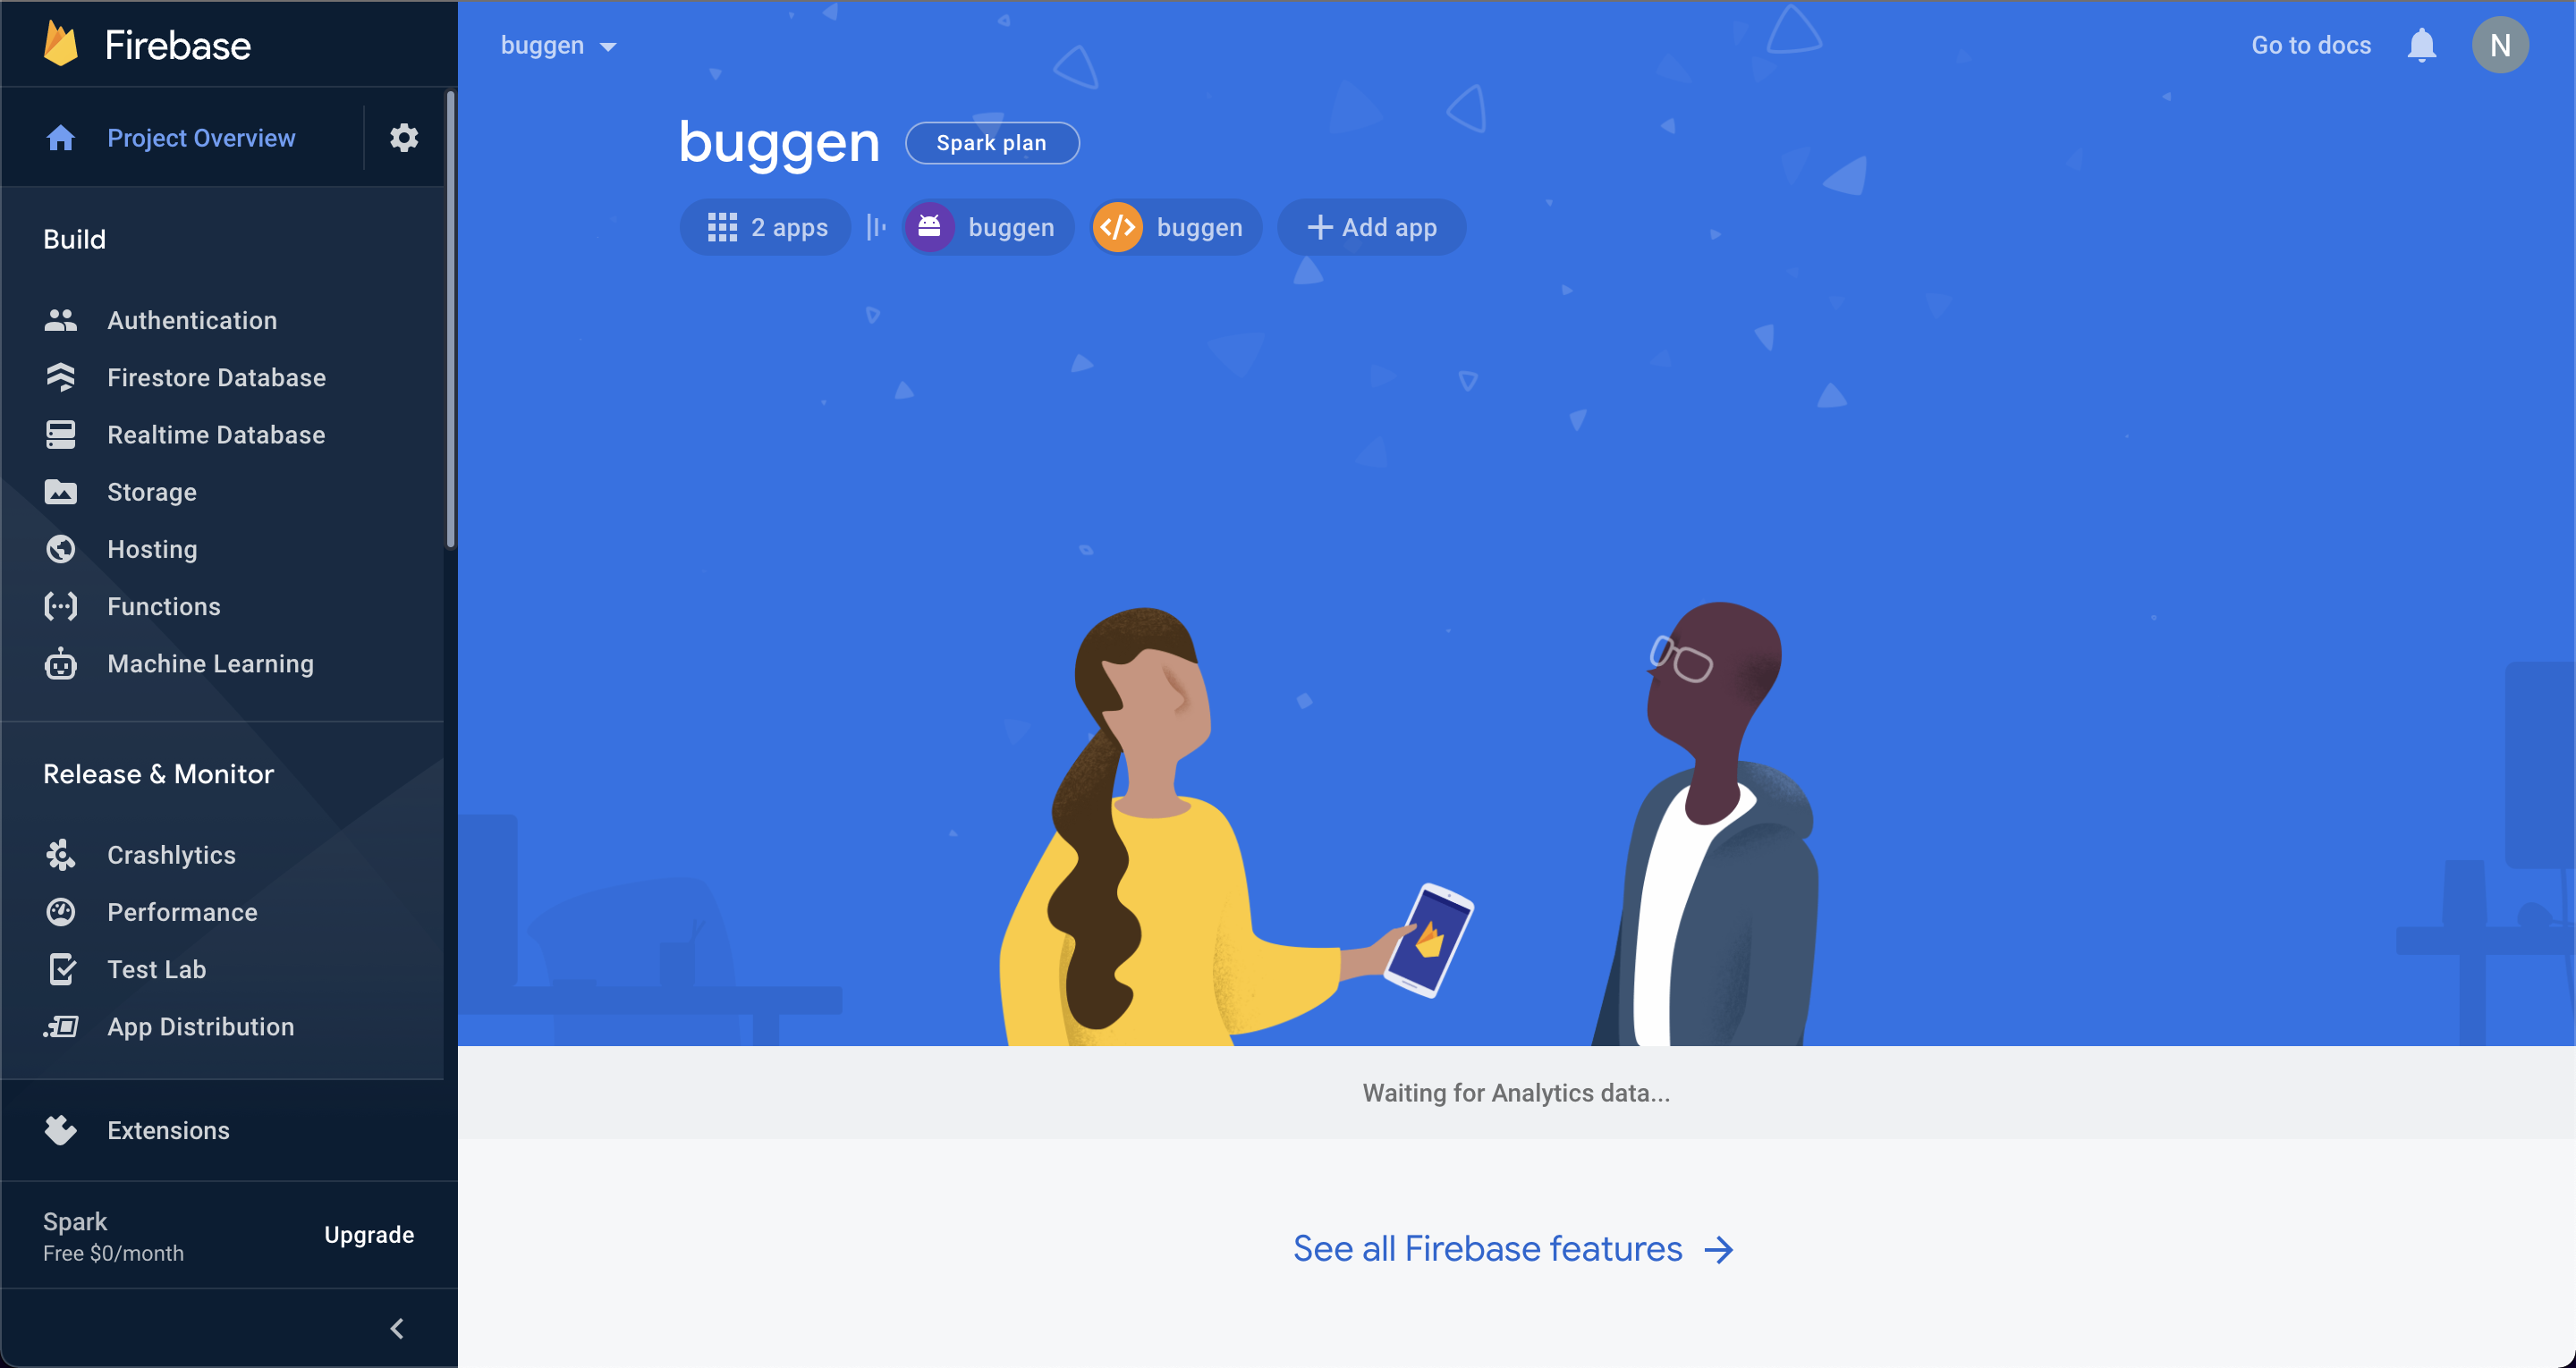 Firebase
Project Overview
Build
Authentication
Firestore Database
Realtime Database
Storage
Hosting
Functions
Machine Learning
Release & Monitor
Crashlytics
Performance
Test Lab
App Distribution
Extensions
Spark
Free $0/month
Upgrade
buggen
Go to docs
N
buggen
Spark plan
2 apps
buggen
buggen
Add app
Waiting for Analytics data...
See all Firebase features